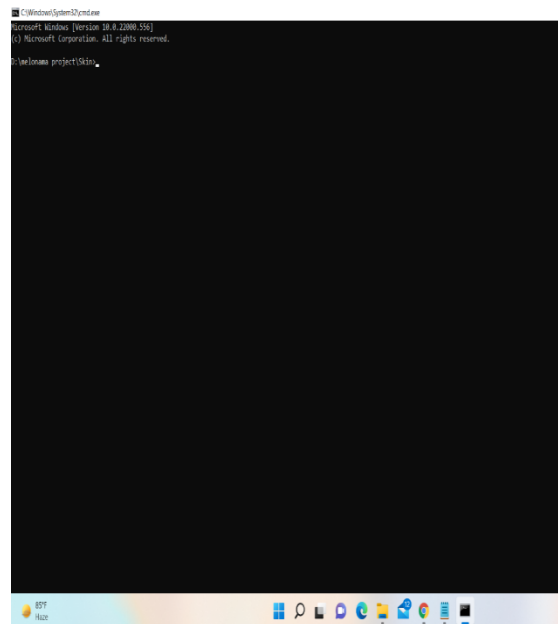 C:\Windows\System32\cmd.exe
Microsoft Windows [Version 10.0.22000.556]
(c) Microsoft Corporation. All rights reserved.
D:\melonama project\Skin>
85°F
Haze